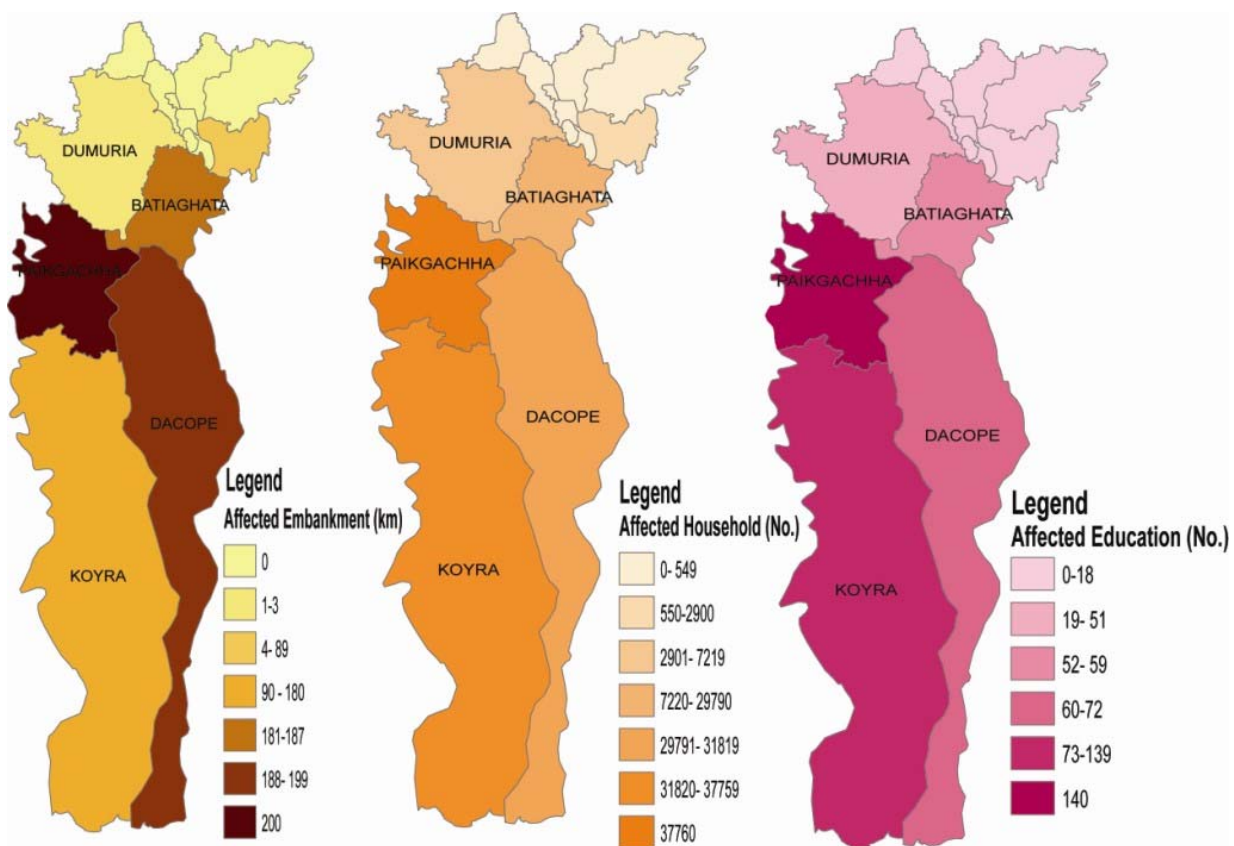 DUMURIA
BATIAGHATA
PAIKGACHHA
DACOPE
KOYRA
Legend
Affected Embankment (km)
0
1-3
4- 89
90 - 180
181-187
188- 199
200
DUMURIA
BATIAGHATA
PAIKGACHHA
DACOPE
KOYRA
Legend
Affected Household (No.)
0- 549
550-2900
2901- 7219
7220- 29790
29791- 31819
31820- 37759
37760
DUMURIA
BATIAGHATA
PAIKGACHHA
DACOPE
KOYRA
Legend
Affected Education (No.)
0-18
19- 51
52- 59
60-72
73-139
140